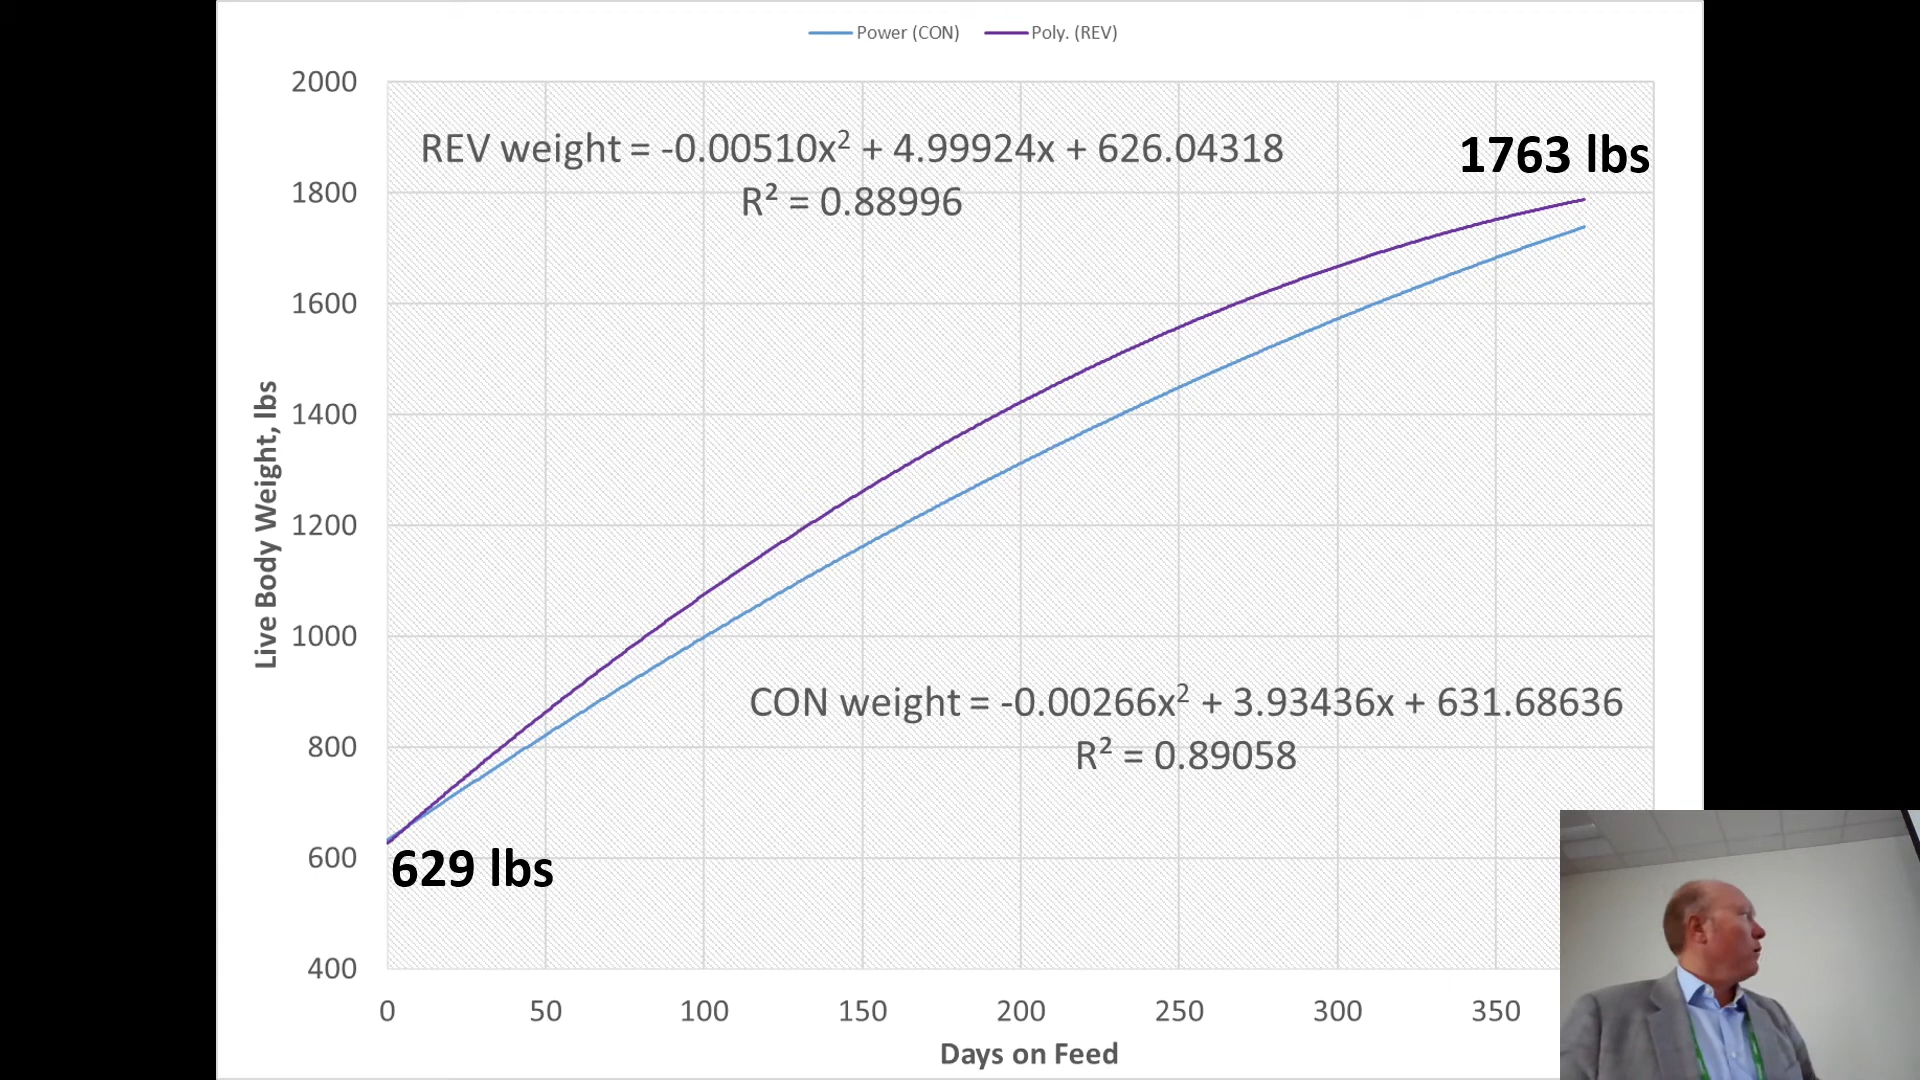 Power (CON) Poly. (REV)
2000
1800
1600
1400
1200
1000
800
600
400
Live Body Weight, lbs
REV weight = -0.00510x² + 4.99924x + 626.04318
R² = 0.88996
1763 lbs
CON weight = -0.00266x² + 3.93436x + 631.68636
R² = 0.89058
629 lbs
0 50 100 150 200 250 300 350
Days on Feed